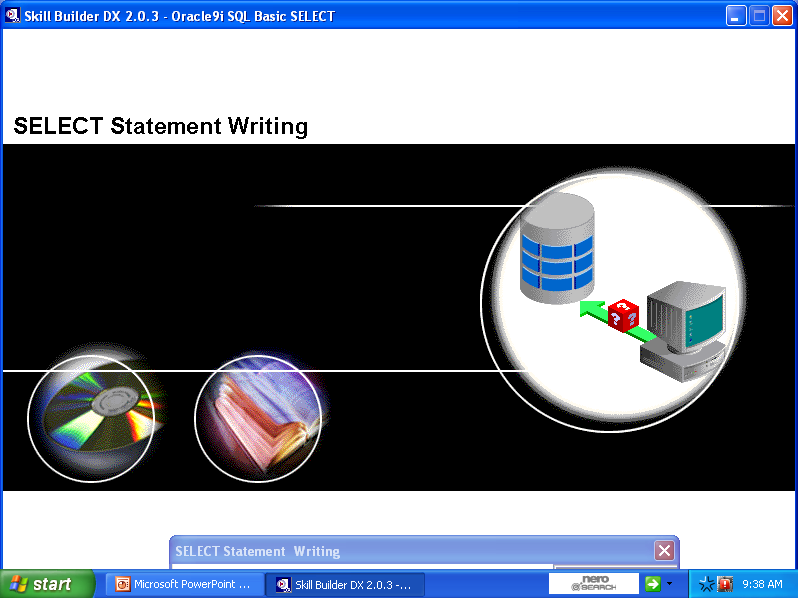 Skill Builder DX 2.0.3 - Oracle9i SQL Basic SELECT
SELECT Statement Writing
? ? ?
SELECT Statement Writing
start
Microsoft PowerPoint ...
Skill Builder DX 2.0.3 -...
nero
@SEARCH
9:38 AM